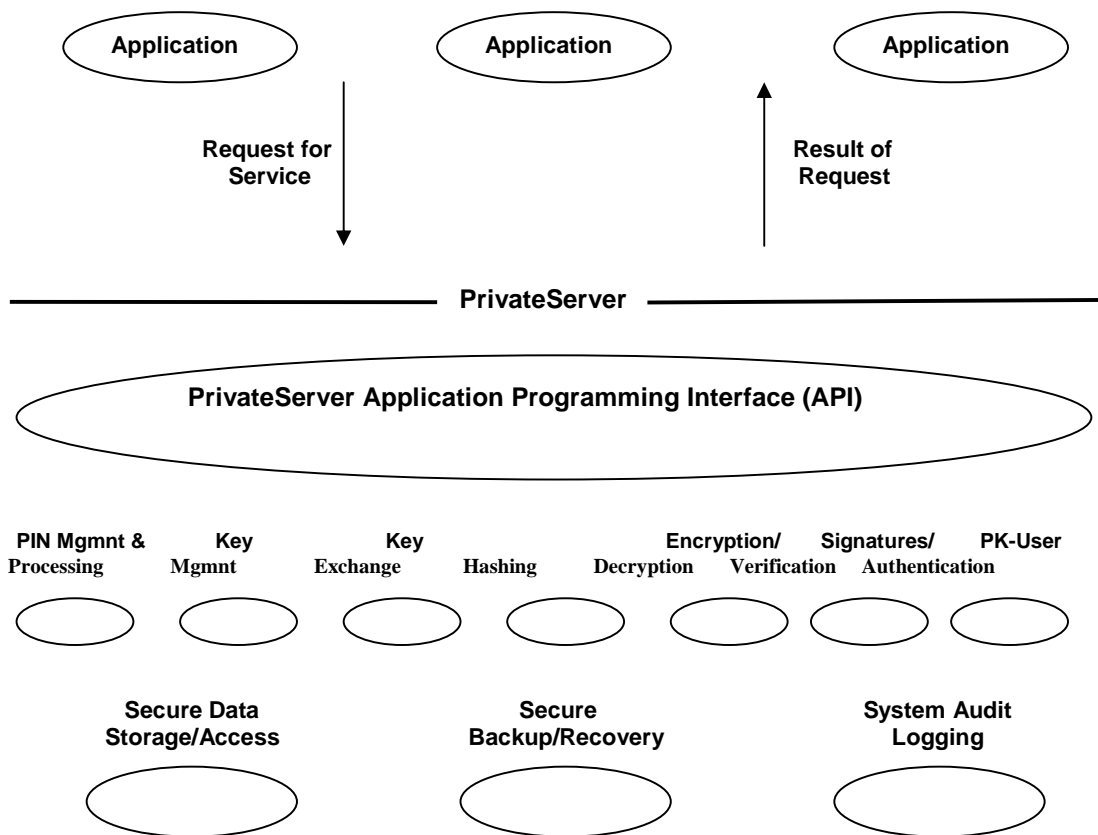 Application Application Application
Request for
Service
Result of
Request
PrivateServer
PrivateServer Application Programming Interface (API)
PIN Mgmnt & Key Key Encryption/ Signatures/ PK-User
Processing Mgmnt Exchange Hashing Decryption Verification Authentication
Secure Data
Storage/Access
Secure
Backup/Recovery
System Audit
Logging